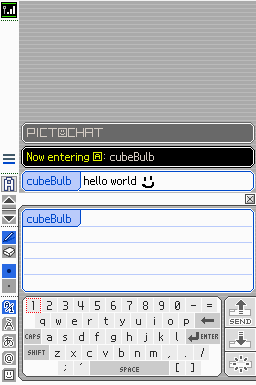 PICTOCHAT
Now entering A: cubeBulb
cubeBulb hello world
A
cubeBulb
1 2 3 4 5 6 7 8 9 0 - =
q w e r t y u i o p
CAPS a s d f g h j k l ENTER
SHIFT z x c v b n m , . /
; ' SPACE [ ]
SEND